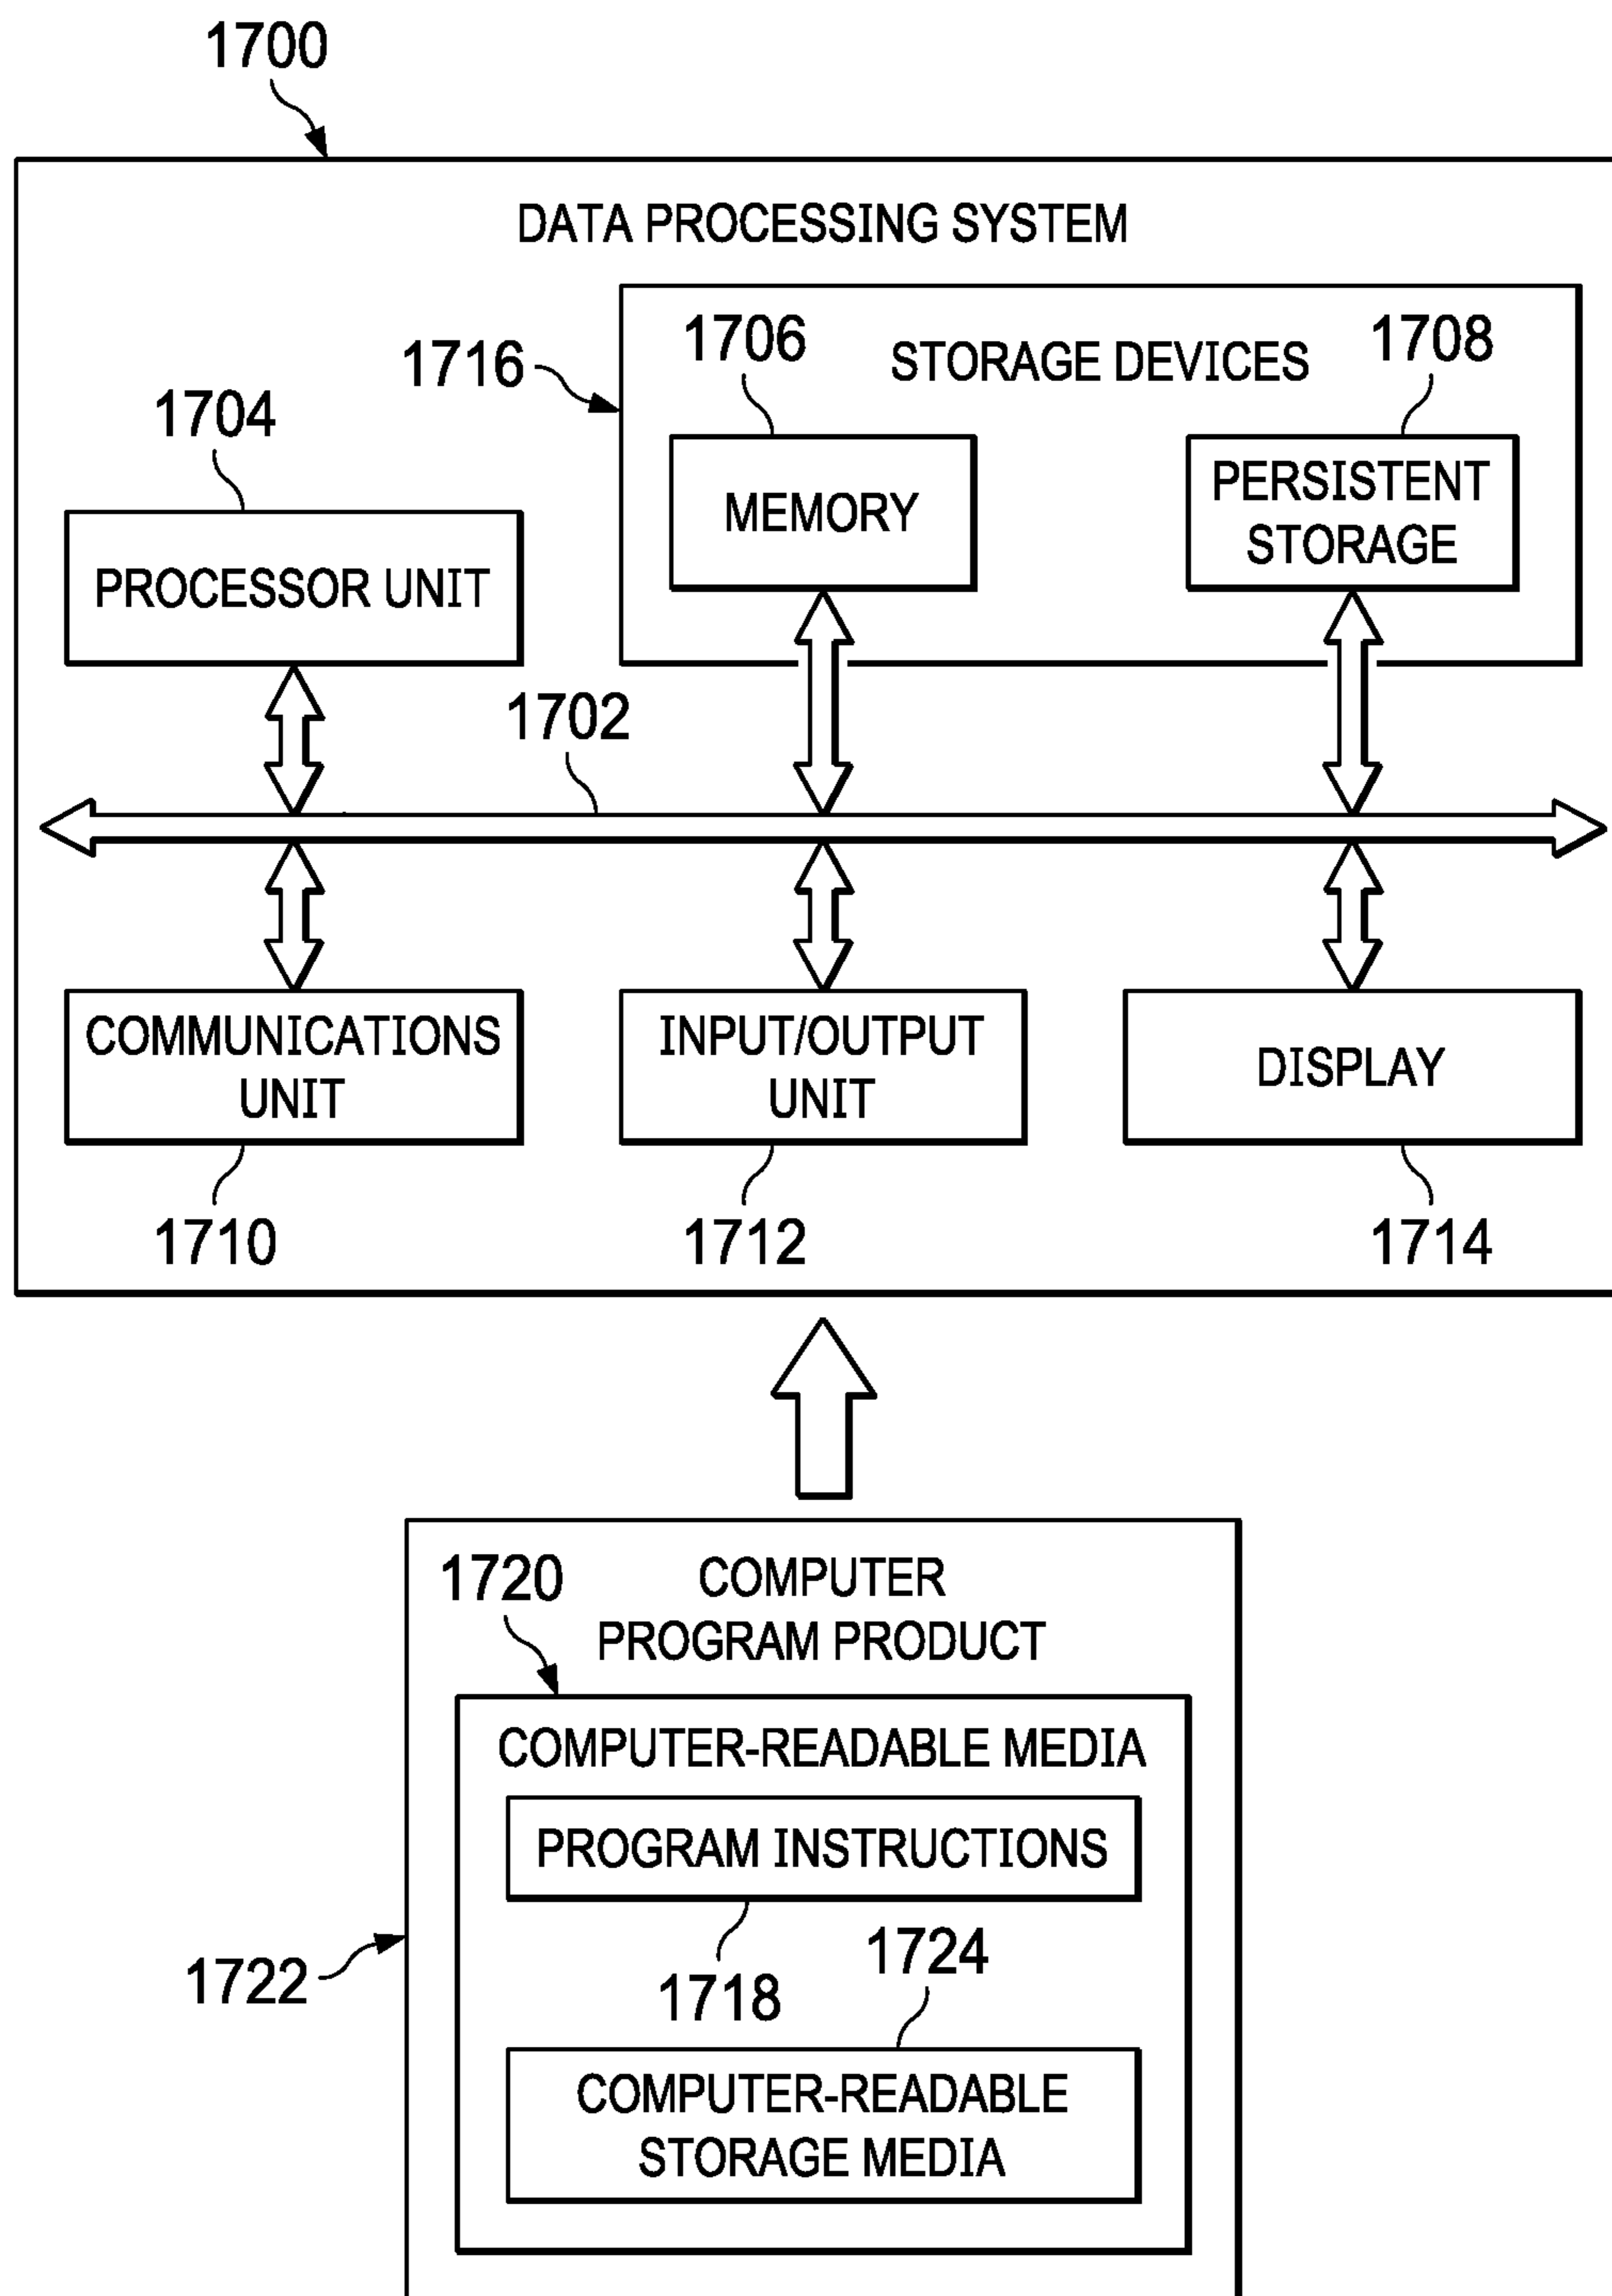 1700
DATA PROCESSING SYSTEM
1716
1706
STORAGE DEVICES
1708
1704
MEMORY
PERSISTENT
STORAGE
PROCESSOR UNIT
1702
COMMUNICATIONS
UNIT
INPUT/OUTPUT
UNIT
DISPLAY
1710
1712
1714
1720
COMPUTER
PROGRAM PRODUCT
COMPUTER-READABLE MEDIA
PROGRAM INSTRUCTIONS
1722
1718
1724
COMPUTER-READABLE
STORAGE MEDIA